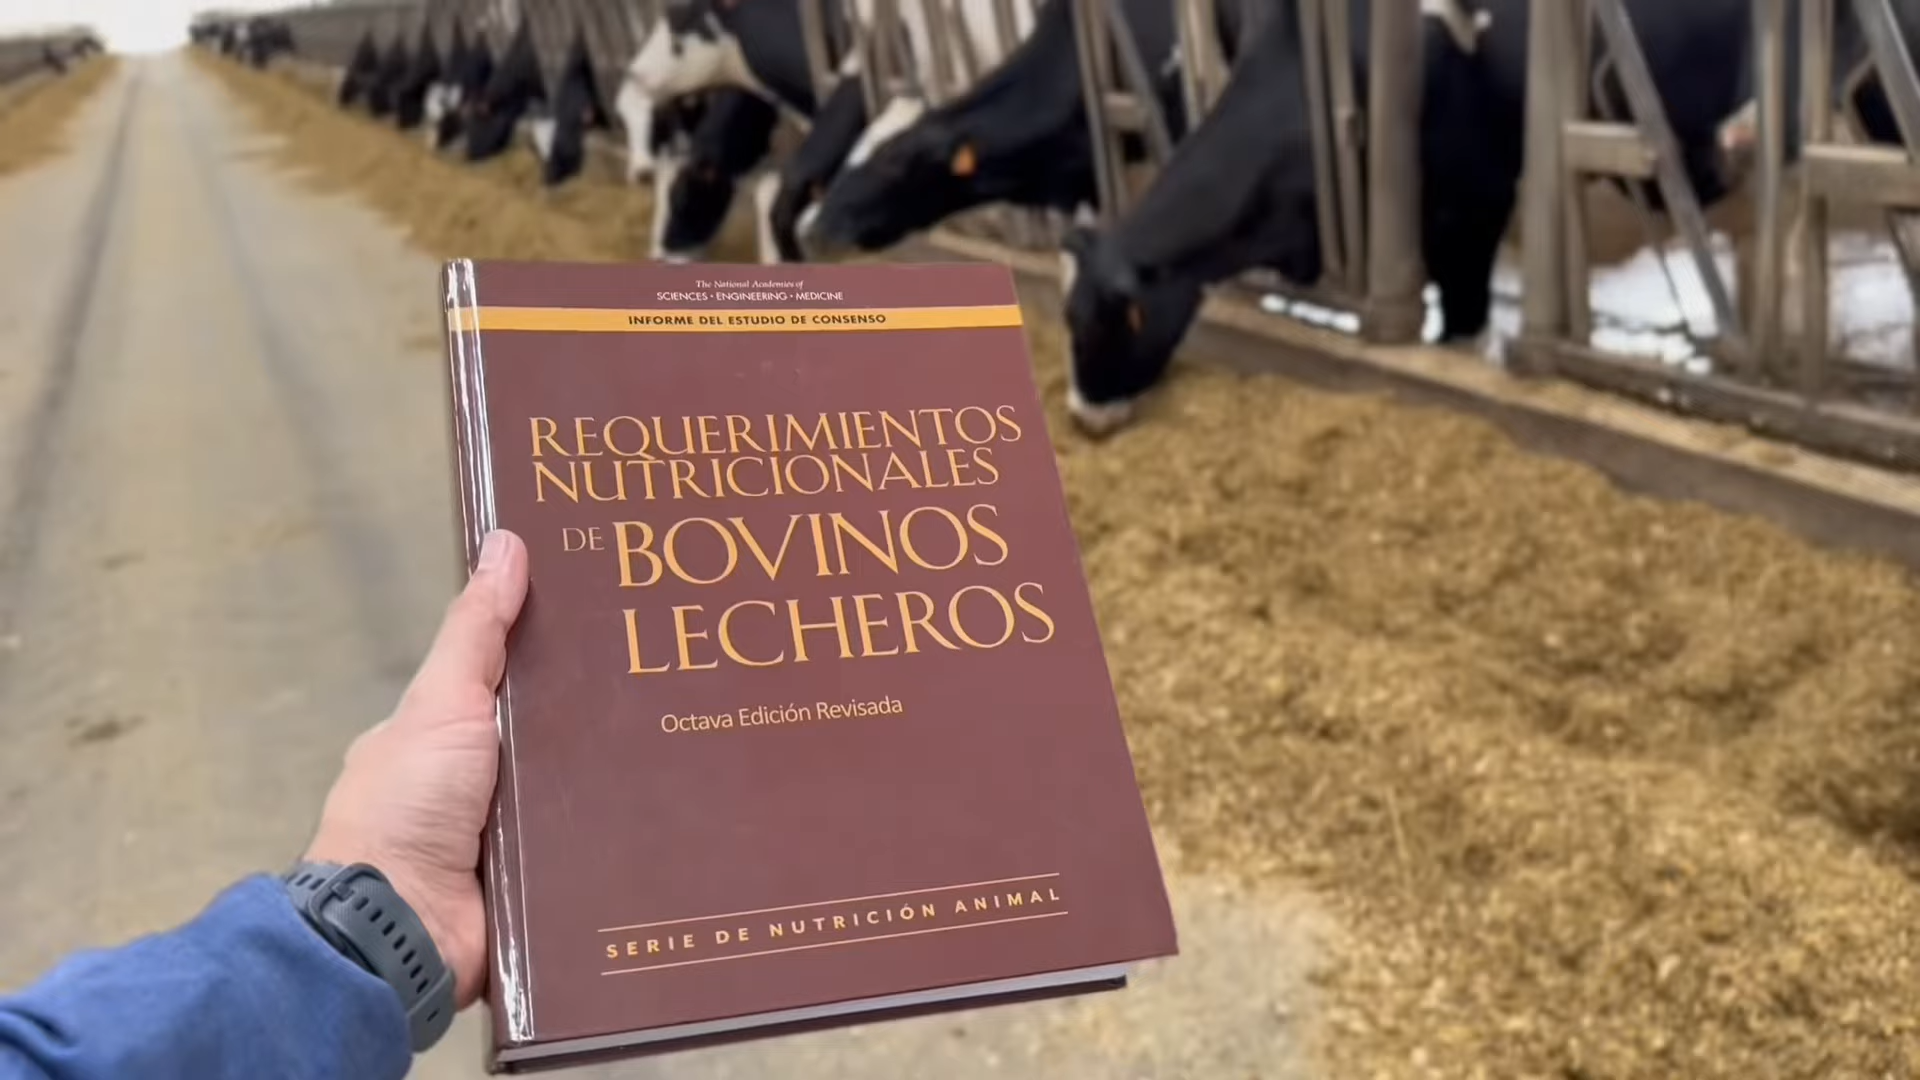 The National Academies of
SCIENCES • ENGINEERING • MEDICINE
INFORME DEL ESTUDIO DE CONSENSO
REQUERIMIENTOS
NUTRICIONALES
DE BOVINOS
LECHEROS
Octava Edición Revisada
SERIE DE NUTRICIÓN ANIMAL